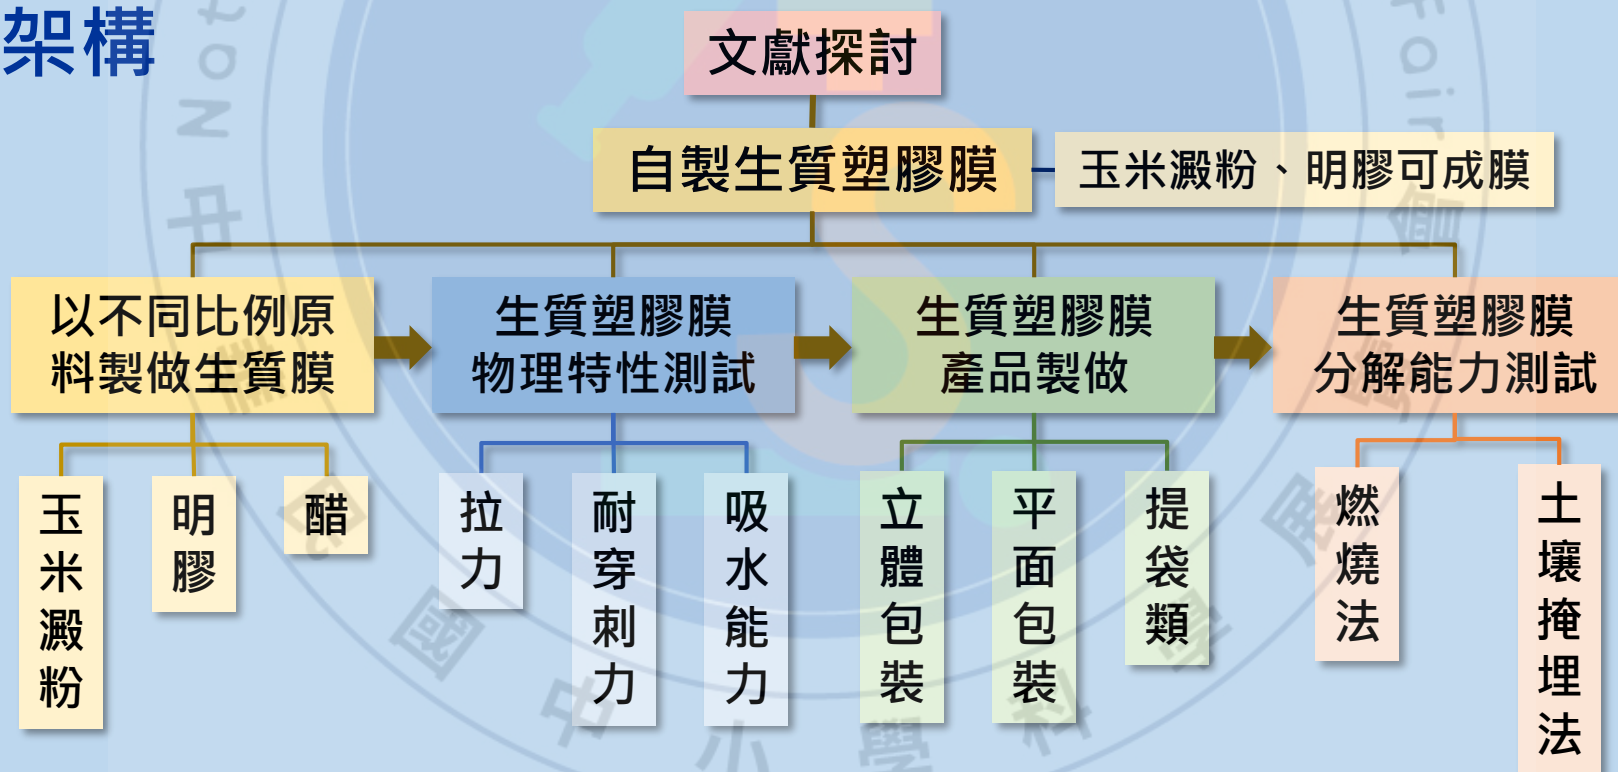 架構
文獻探討
自製生質塑膠膜
玉米澱粉、明膠可成膜
以不同比例原
料製做生質膜
生質塑膠膜
物理特性測試
生質塑膠膜
產品製做
生質塑膠膜
分解能力測試
玉米澱粉
明膠
醋
拉力
耐穿刺力
吸水能力
立體包裝
平面包裝
提袋類
燃燒法
土壤掩埋法